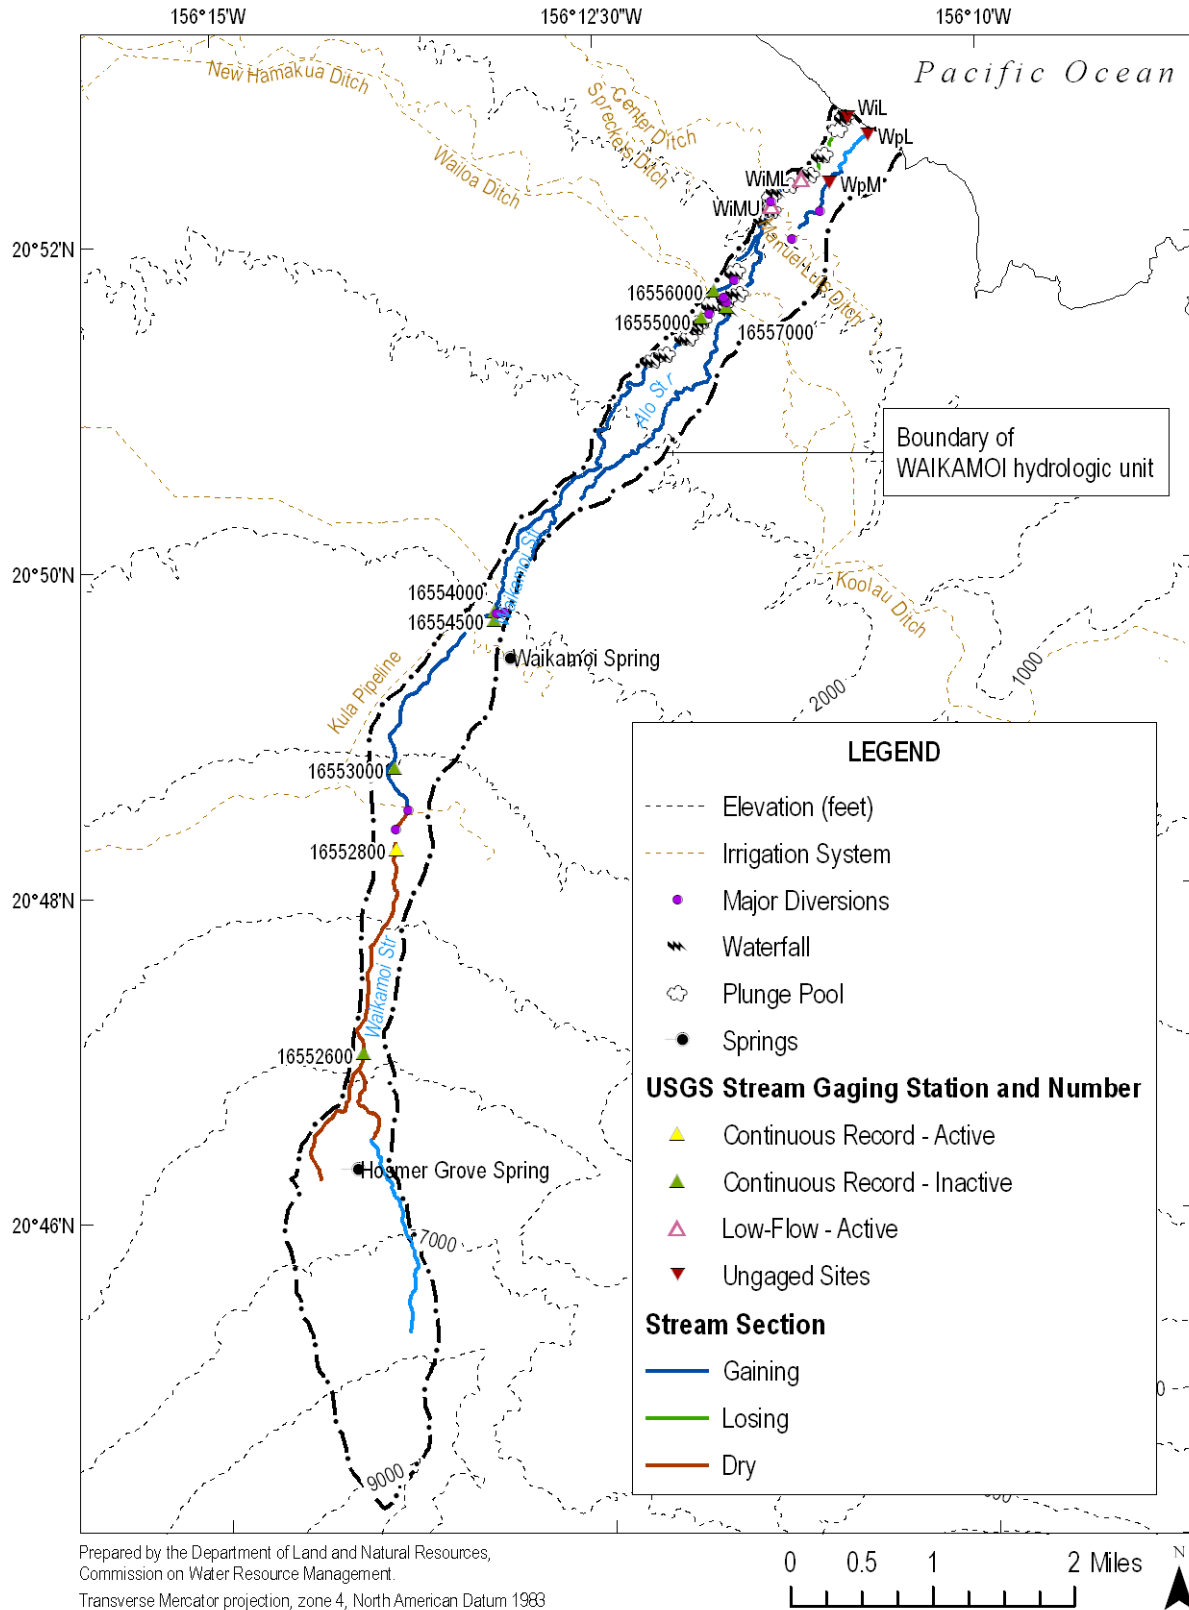 156°15'W
156°12'30"W
156°10'W
Pacific Ocean
New Hamakua Ditch
Center Ditch
Spreckels Ditch
Wailoa Ditch
WiL
WpL
WiML
WpM
WiMU
20°52'N
Manuel Luis Ditch
16556000
16555000
16557000
Alo Str
Boundary of
WAIKAMOI hydrologic unit
20°50'N
Waikamoi Str
16554000
16554500
Koolau Ditch
Waikamoi Spring
Kula Pipeline
1000
2000
16553000
16552800
20°48'N
Waikamoi Str
16552600
Hosmer Grove Spring
20°46'N
7000
9000
LEGEND
Elevation (feet)
Irrigation System
Major Diversions
Waterfall
Plunge Pool
Springs
USGS Stream Gaging Station and Number
Continuous Record - Active
Continuous Record - Inactive
Low-Flow - Active
Ungaged Sites
Stream Section
Gaining
Losing
Dry
Prepared by the Department of Land and Natural Resources,
Commission on Water Resource Management.
Transverse Mercator projection, zone 4, North American Datum 1983
0 0.5 1 2 Miles
N